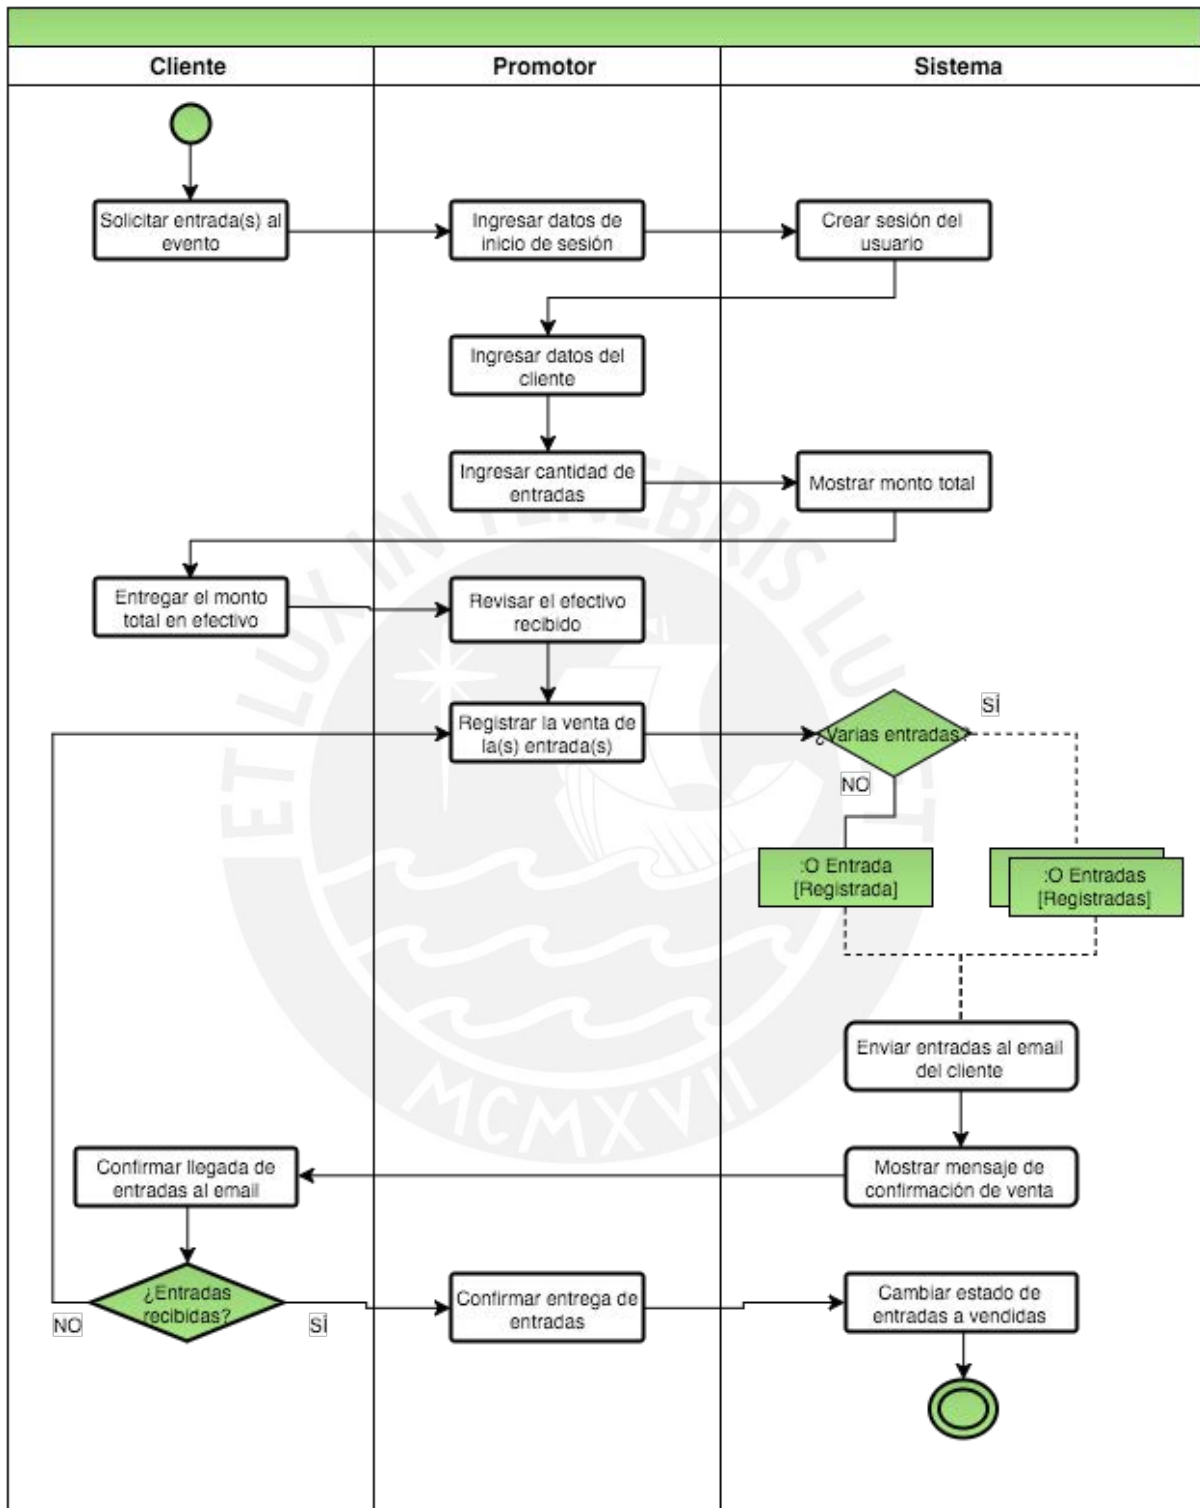 Cliente
Promotor
Sistema
Solicitar entrada(s) al
evento
Ingresar datos de
inicio de sesión
Crear sesión del
usuario
Ingresar datos del
cliente
Ingresar cantidad de
entradas
Mostrar monto total
Entregar el monto
total en efectivo
Revisar el efectivo
recibido
Registrar la venta de
la(s) entrada(s)
¿Varias entradas?
SÍ
NO
:O Entrada
[Registrada]
:O Entradas
[Registradas]
Enviar entradas al email
del cliente
Mostrar mensaje de
confirmación de venta
Confirmar llegada de
entradas al email
¿Entradas
recibidas?
NO
SÍ
Confirmar entrega de
entradas
Cambiar estado de
entradas a vendidas
ET LUX IN TENEBRIS LUCET
MCMXVII